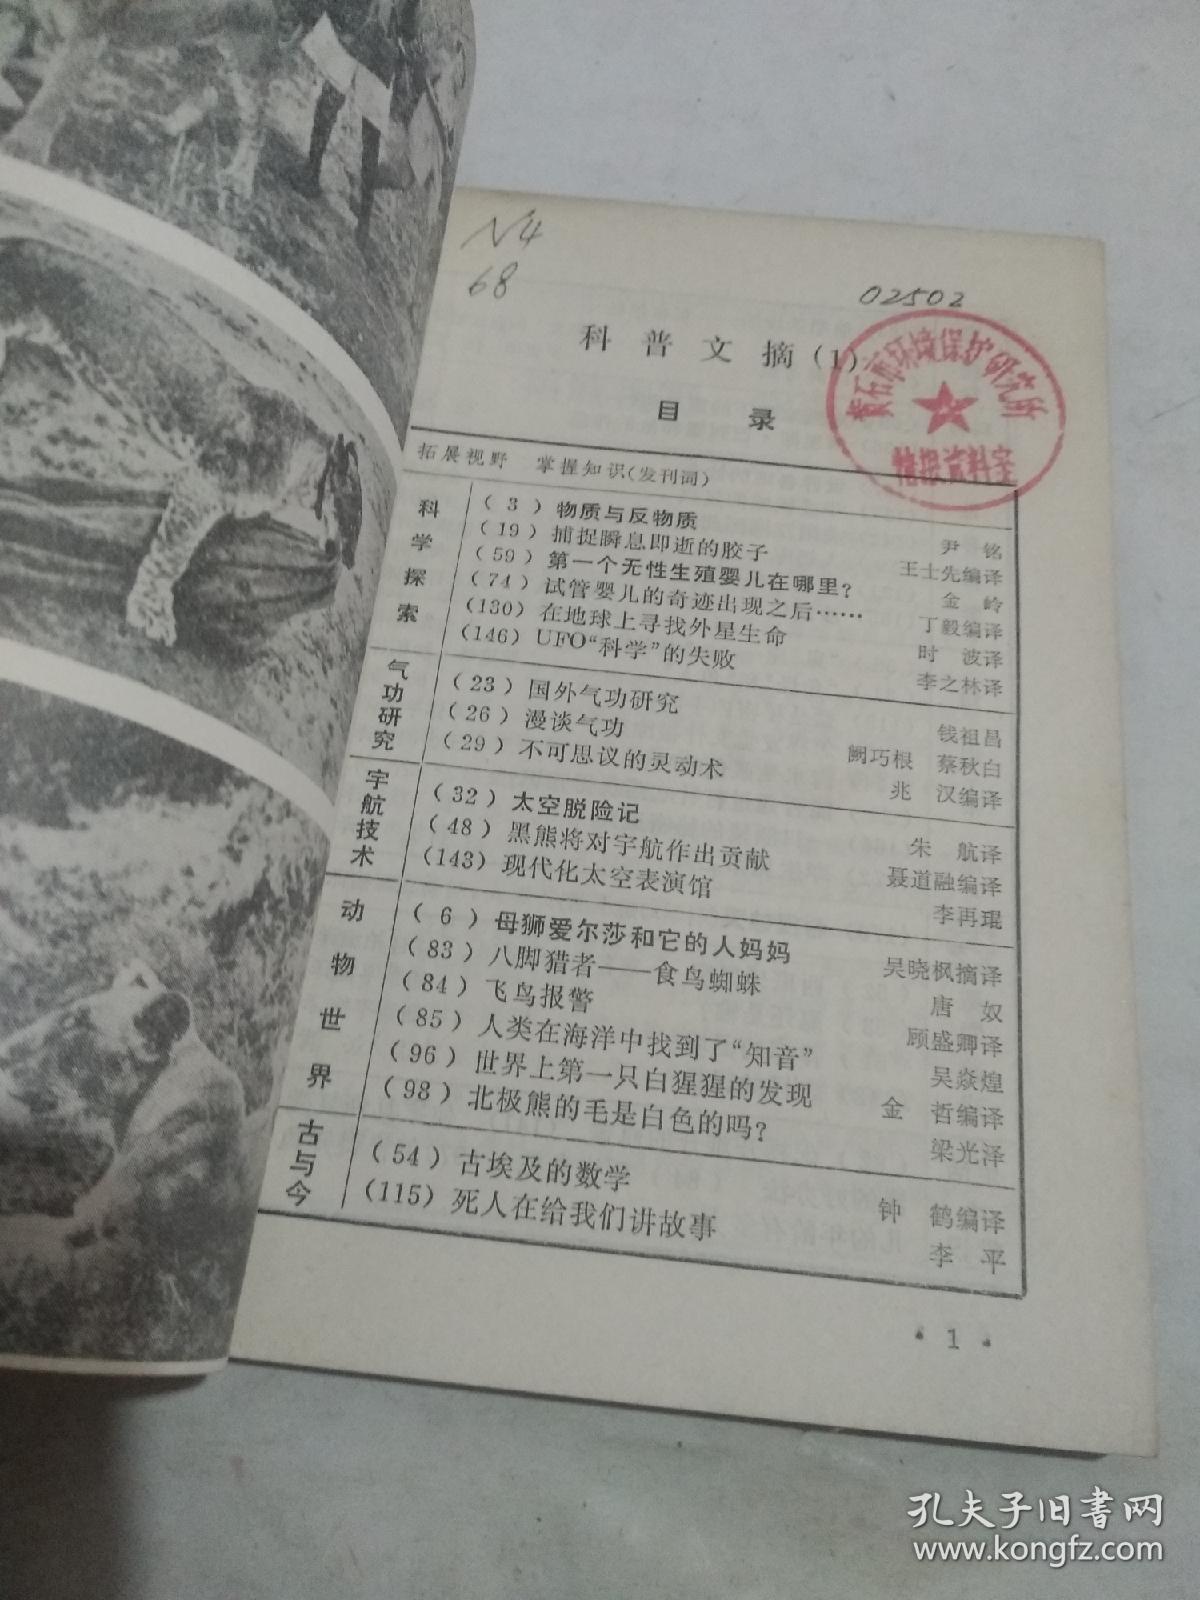 N4
68
02502
科普文摘(1)
黄石市环境保护研究所
情报资料室
目 录
拓展视野 掌握知识(发刊词)
科学探索
(3)物质与反物质 尹铭
(19)捕捉瞬息即逝的胶子 王士先编译
(59)第一个无性生殖婴儿在哪里? 金岭
(74)试管婴儿的奇迹出现之后…… 丁毅编译
(130)在地球上寻找外星生命 时波译
(146)UFO“科学”的失败 李之林译
气功研究
(23)国外气功研究 钱祖昌
(26)漫谈气功 阙巧根 蔡秋白
(29)不可思议的灵动术 兆汉编译
宇航技术
(32)太空脱险记 朱航译
(48)黑熊将对宇航作出贡献 聂道融编译
(143)现代化太空表演馆 李再琨
动物世界
(6)母狮爱尔莎和它的人妈妈 吴晓枫摘译
(83)八脚猎者——食鸟蜘蛛 唐奴
(84)飞鸟报警 顾盛卿译
(85)人类在海洋中找到了“知音” 吴焱煌
(96)世界上第一只白猩猩的发现 金哲编译
(98)北极熊的毛是白色的吗? 梁光泽
古与今
(54)古埃及的数学 钟鹤编译
(115)死人在给我们讲故事 李平
· 1 ·
孔夫子旧书网
www.kongfz.com